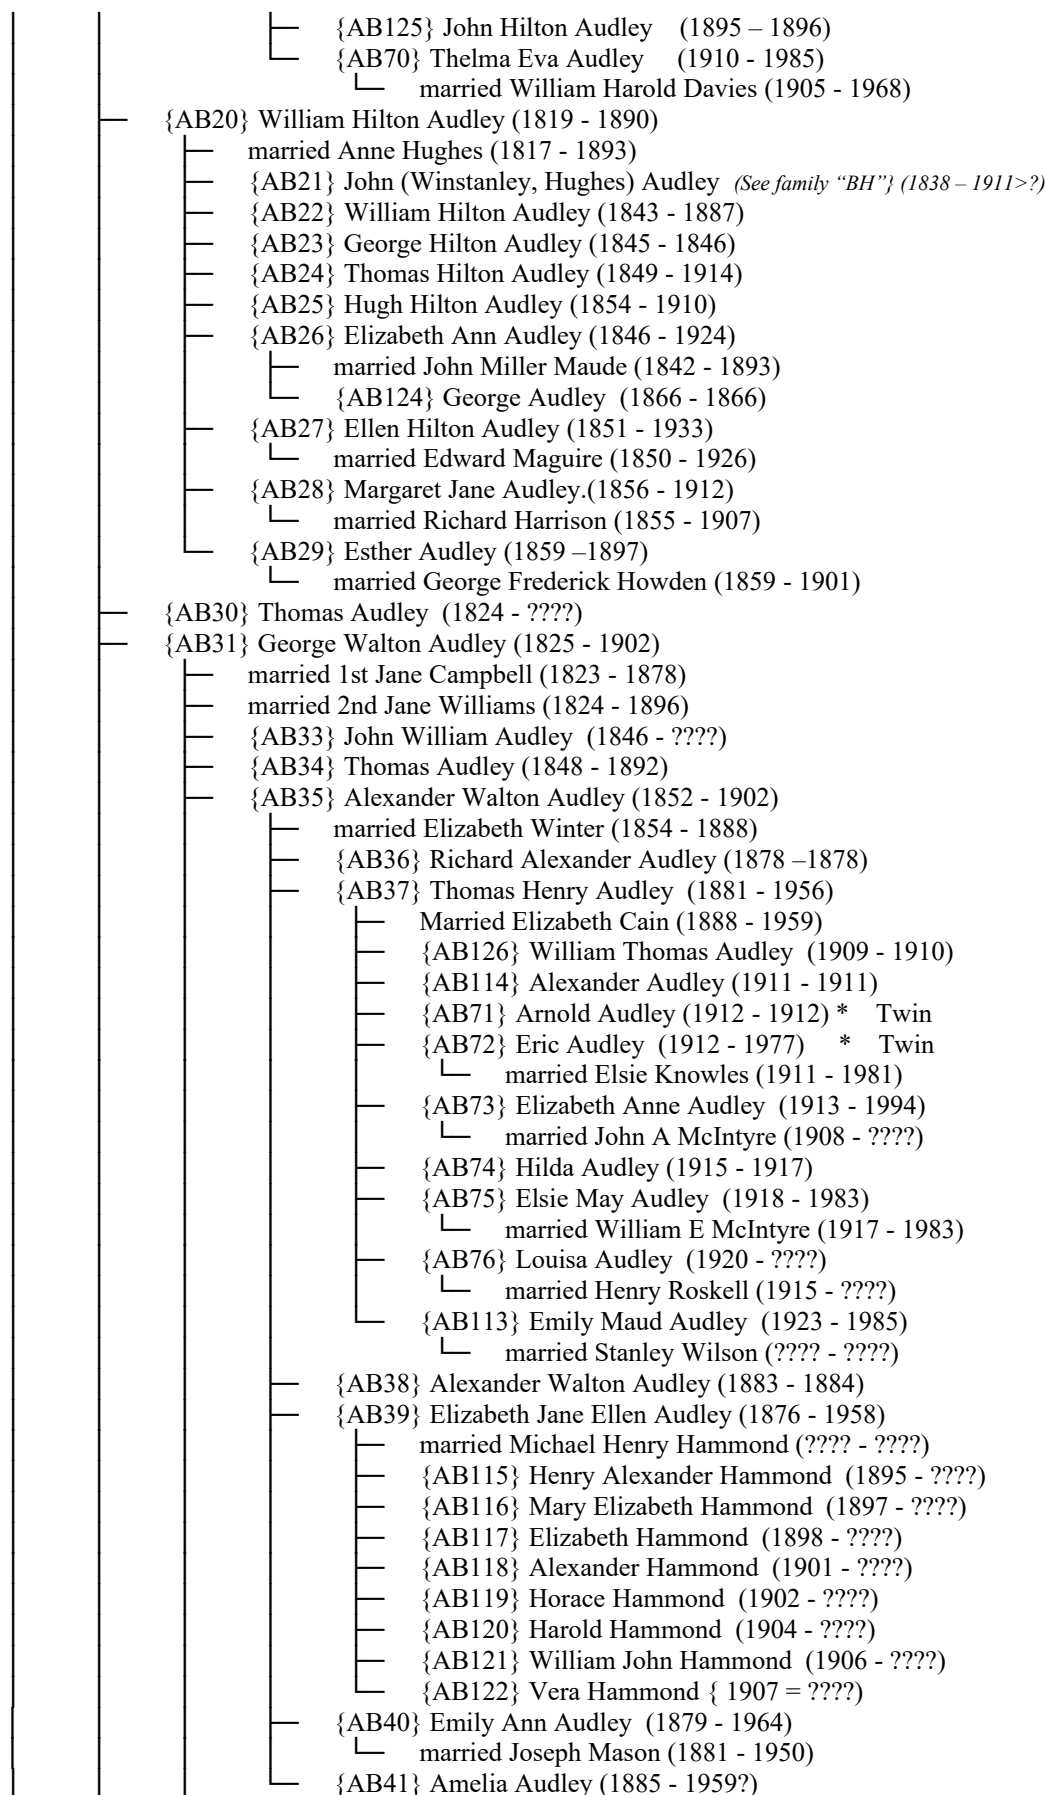 {AB125} John Hilton Audley (1895 – 1896)
{AB70} Thelma Eva Audley (1910 - 1985)
married William Harold Davies (1905 - 1968)
{AB20} William Hilton Audley (1819 - 1890)
married Anne Hughes (1817 - 1893)
{AB21} John (Winstanley, Hughes) Audley (See family “BH”} (1838 – 1911>?)
{AB22} William Hilton Audley (1843 - 1887)
{AB23} George Hilton Audley (1845 - 1846)
{AB24} Thomas Hilton Audley (1849 - 1914)
{AB25} Hugh Hilton Audley (1854 - 1910)
{AB26} Elizabeth Ann Audley (1846 - 1924)
married John Miller Maude (1842 - 1893)
{AB124} George Audley (1866 - 1866)
{AB27} Ellen Hilton Audley (1851 - 1933)
married Edward Maguire (1850 - 1926)
{AB28} Margaret Jane Audley.(1856 - 1912)
married Richard Harrison (1855 - 1907)
{AB29} Esther Audley (1859 –1897)
married George Frederick Howden (1859 - 1901)
{AB30} Thomas Audley (1824 - ????)
{AB31} George Walton Audley (1825 - 1902)
married 1st Jane Campbell (1823 - 1878)
married 2nd Jane Williams (1824 - 1896)
{AB33} John William Audley (1846 - ????)
{AB34} Thomas Audley (1848 - 1892)
{AB35} Alexander Walton Audley (1852 - 1902)
married Elizabeth Winter (1854 - 1888)
{AB36} Richard Alexander Audley (1878 –1878)
{AB37} Thomas Henry Audley (1881 - 1956)
Married Elizabeth Cain (1888 - 1959)
{AB126} William Thomas Audley (1909 - 1910)
{AB114} Alexander Audley (1911 - 1911)
{AB71} Arnold Audley (1912 - 1912) * Twin
{AB72} Eric Audley (1912 - 1977) * Twin
married Elsie Knowles (1911 - 1981)
{AB73} Elizabeth Anne Audley (1913 - 1994)
married John A McIntyre (1908 - ????)
{AB74} Hilda Audley (1915 - 1917)
{AB75} Elsie May Audley (1918 - 1983)
married William E McIntyre (1917 - 1983)
{AB76} Louisa Audley (1920 - ????)
married Henry Roskell (1915 - ????)
{AB113} Emily Maud Audley (1923 - 1985)
married Stanley Wilson (???? - ????)
{AB38} Alexander Walton Audley (1883 - 1884)
{AB39} Elizabeth Jane Ellen Audley (1876 - 1958)
married Michael Henry Hammond (???? - ????)
{AB115} Henry Alexander Hammond (1895 - ????)
{AB116} Mary Elizabeth Hammond (1897 - ????)
{AB117} Elizabeth Hammond (1898 - ????)
{AB118} Alexander Hammond (1901 - ????)
{AB119} Horace Hammond (1902 - ????)
{AB120} Harold Hammond (1904 - ????)
{AB121} William John Hammond (1906 - ????)
{AB122} Vera Hammond { 1907 = ????)
{AB40} Emily Ann Audley (1879 - 1964)
married Joseph Mason (1881 - 1950)
{AB41} Amelia Audley (1885 - 1959?)